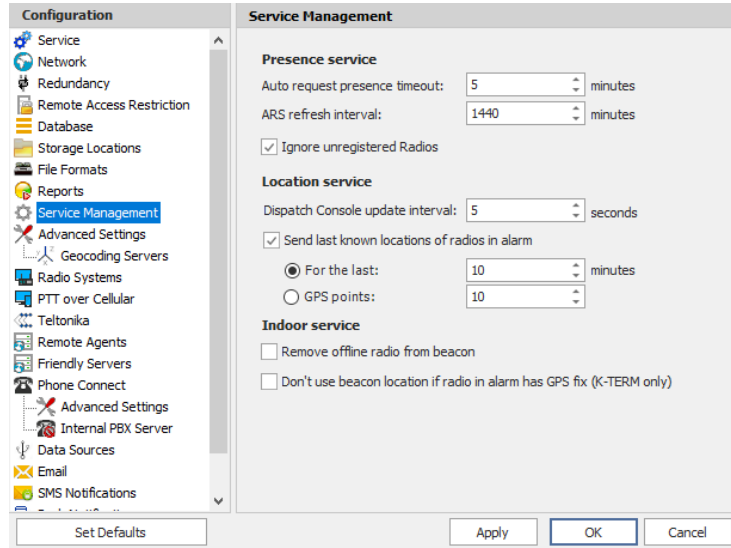 Configuration
Service
Network
Redundancy
Remote Access Restriction
Database
Storage Locations
File Formats
Reports
Service Management
Advanced Settings
Geocoding Servers
Radio Systems
PTT over Cellular
Teltonika
Remote Agents
Friendly Servers
Phone Connect
Advanced Settings
Internal PBX Server
Data Sources
Email
SMS Notifications
Set Defaults
Service Management
Presence service
Auto request presence timeout: 5 minutes
ARS refresh interval: 1440 minutes
Ignore unregistered Radios
Location service
Dispatch Console update interval: 5 seconds
Send last known locations of radios in alarm
For the last: 10 minutes
GPS points: 10
Indoor service
Remove offline radio from beacon
Don't use beacon location if radio in alarm has GPS fix (K-TERM only)
Apply OK Cancel